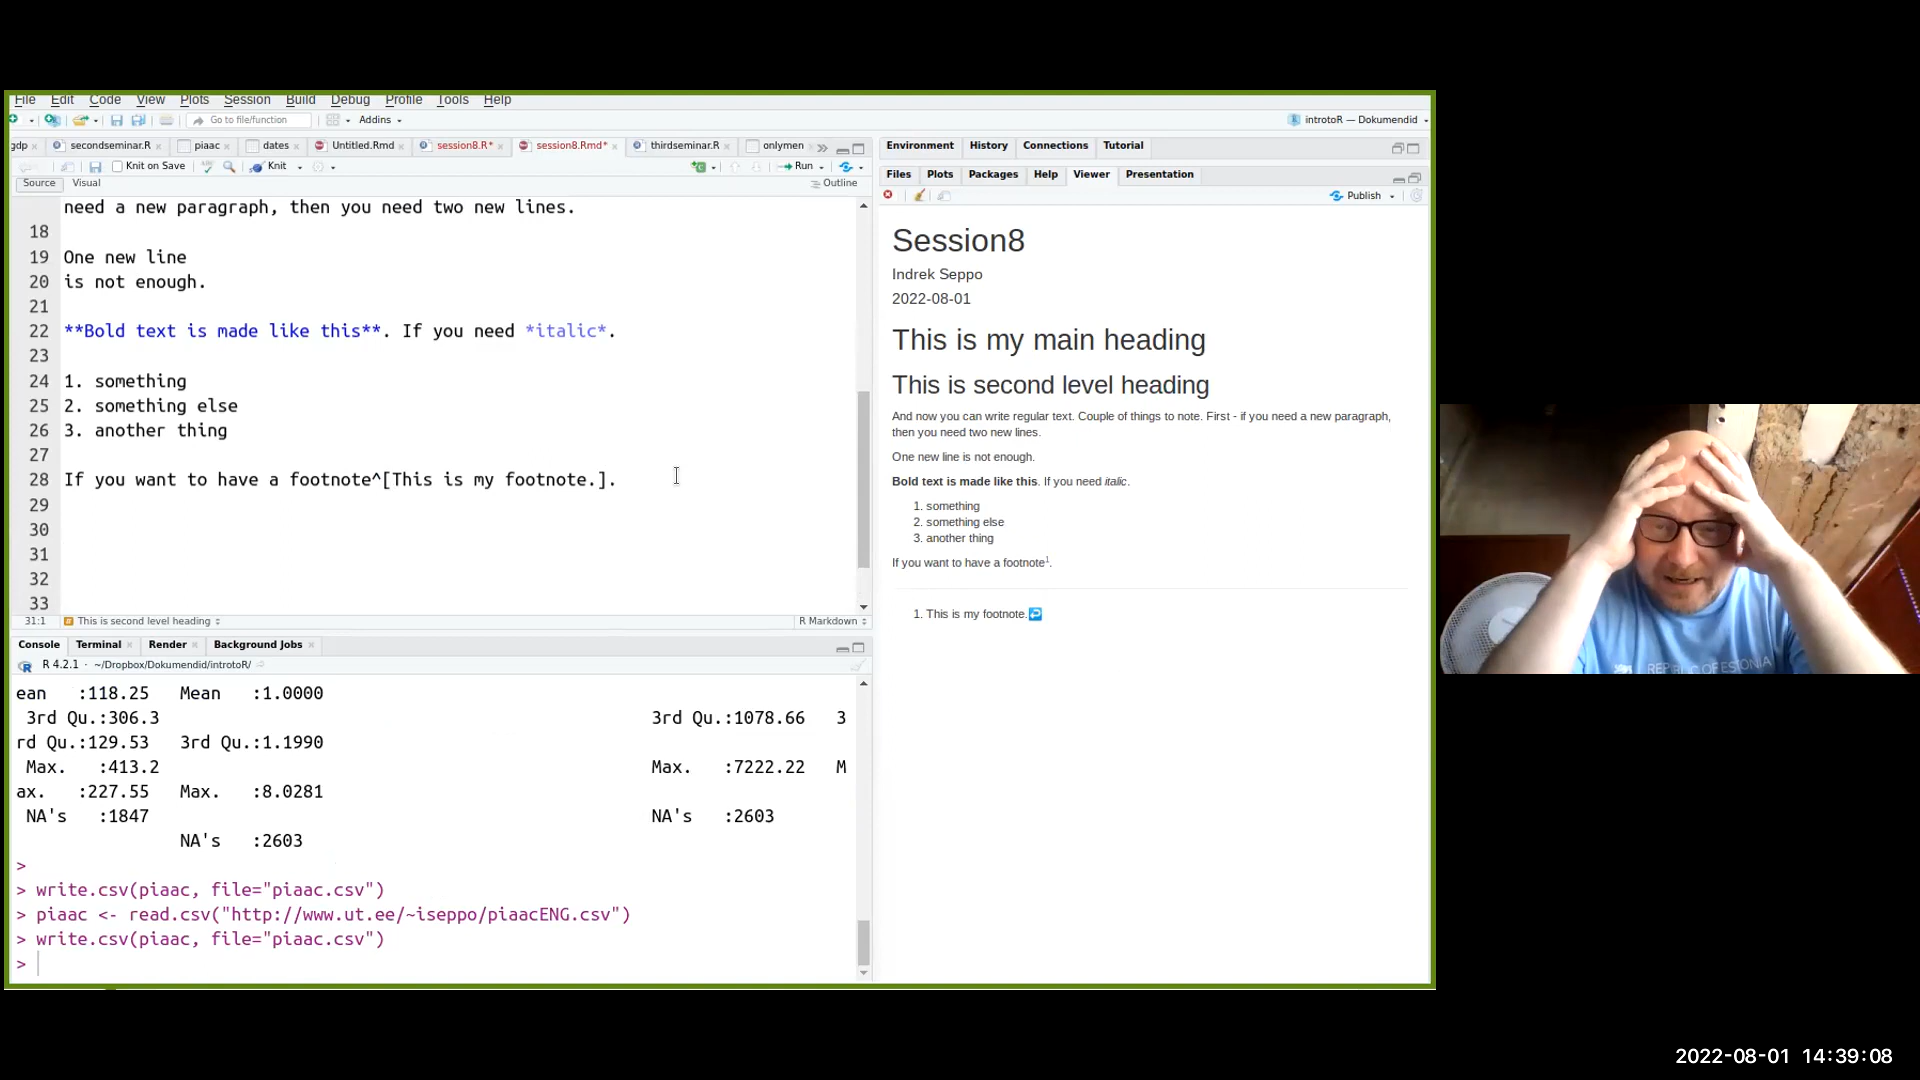 File Edit Code View Plots Session Build Debug Profile Tools Help
Go to file/function Addins introtoR — Dokumendid
gdp secondseminar.R piaac dates Untitled.Rmd session8.R* session8.Rmd* thirdseminar.R onlymen
Knit on Save Knit Run
Source Visual Outline
need a new paragraph, then you need two new lines.
18
19 One new line
20 is not enough.
21
22 **Bold text is made like this**. If you need *italic*.
23
24 1. something
25 2. something else
26 3. another thing
27
28 If you want to have a footnote^[This is my footnote.].
29
30
31
32
33
31:1 This is second level heading R Markdown
Console Terminal Render Background Jobs
R 4.2.1 · ~/Dropbox/Dokumendid/introtoR/
ean :118.25 Mean :1.0000
3rd Qu.:306.3 3rd Qu.:1078.66 3
rd Qu.:129.53 3rd Qu.:1.1990
Max. :413.2 Max. :7222.22 M
ax. :227.55 Max. :8.0281
NA's :1847 NA's :2603
NA's :2603
>
> write.csv(piaac, file="piaac.csv")
> piaac <- read.csv("http://www.ut.ee/~iseppo/piaacENG.csv")
> write.csv(piaac, file="piaac.csv")
>
Environment History Connections Tutorial
Files Plots Packages Help Viewer Presentation
Publish
Session8
Indrek Seppo
2022-08-01
This is my main heading
This is second level heading
And now you can write regular text. Couple of things to note. First - if you need a new paragraph,
then you need two new lines.
One new line is not enough.
Bold text is made like this. If you need italic.
1. something
2. something else
3. another thing
If you want to have a footnote1.
1. This is my footnote.
REPUBLIC OF ESTONIA
2022-08-01 14:39:08